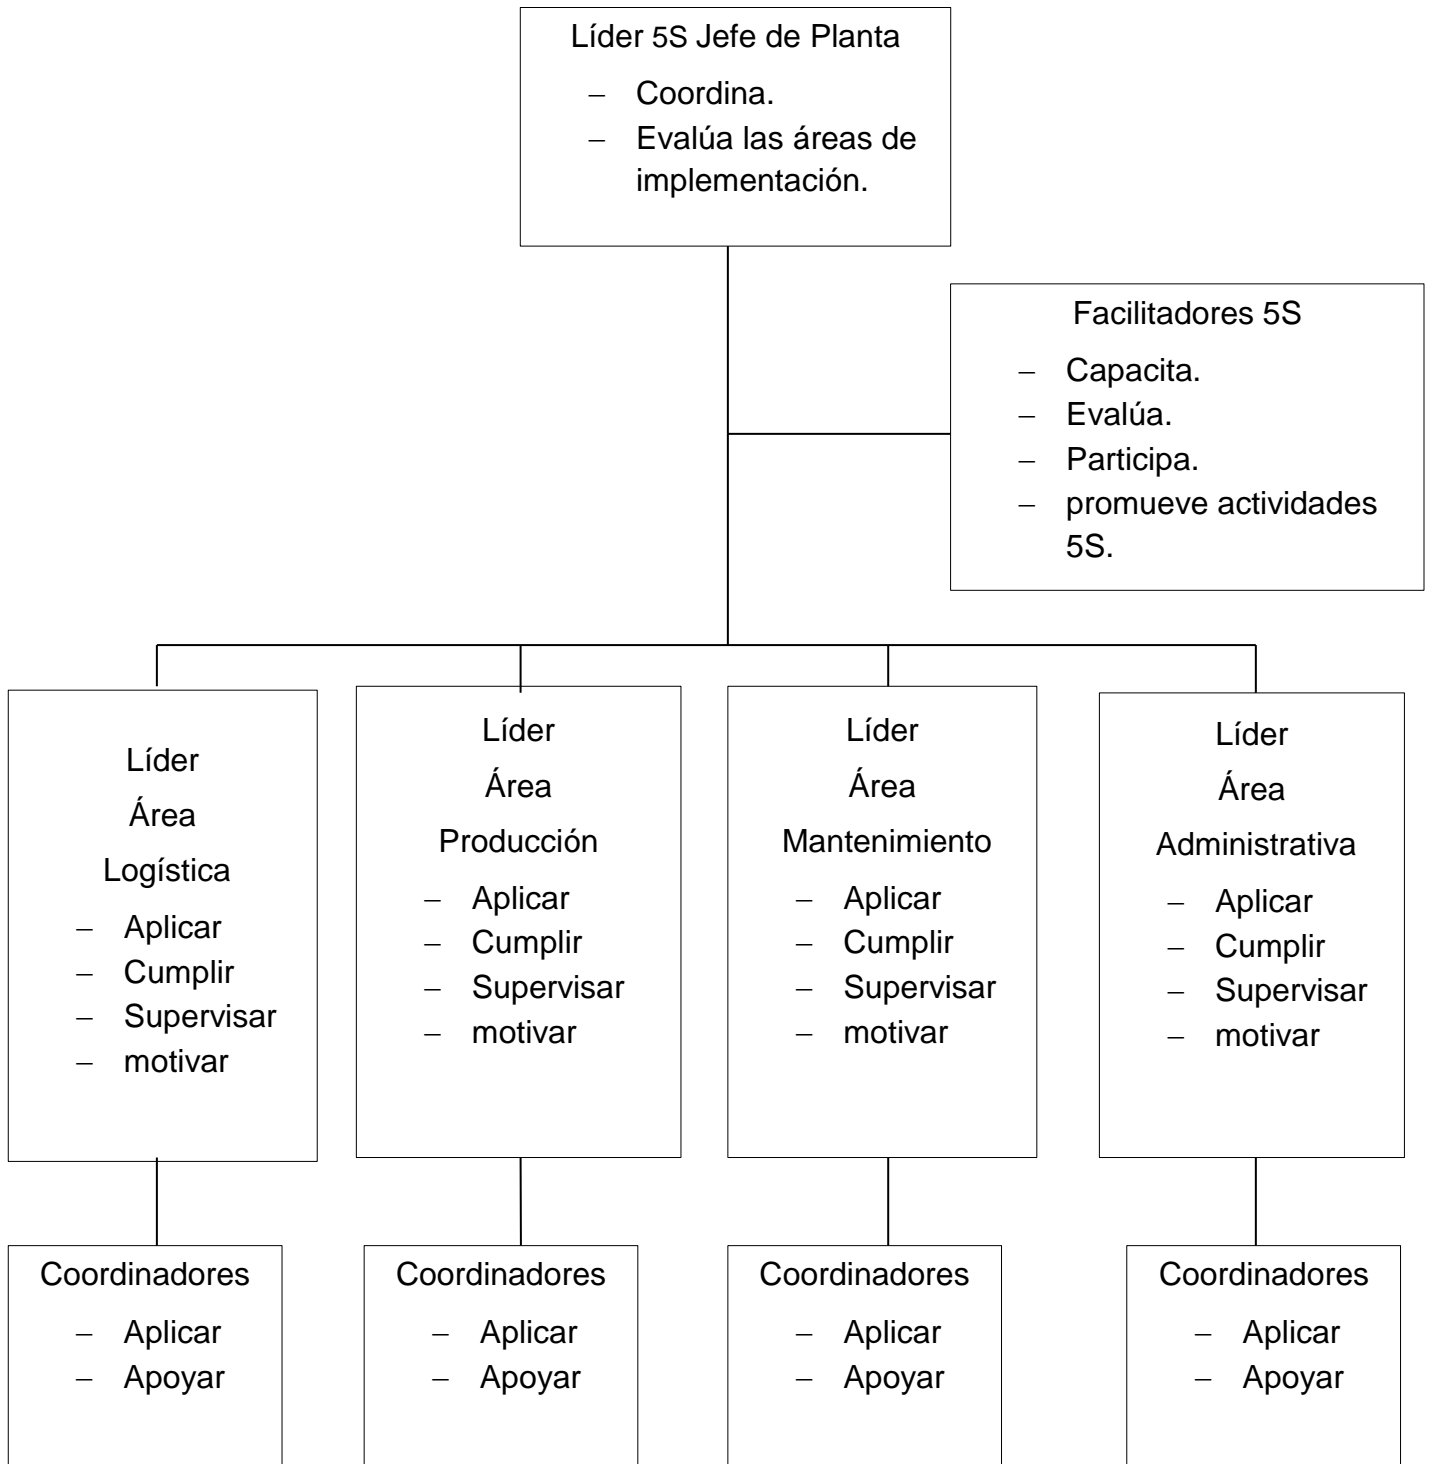 Líder 5S Jefe de Planta
– Coordina.
– Evalúa las áreas de
implementación.
Facilitadores 5S
– Capacita.
– Evalúa.
– Participa.
– promueve actividades
5S.
Líder
Área
Logística
– Aplicar
– Cumplir
– Supervisar
– motivar
Líder
Área
Producción
– Aplicar
– Cumplir
– Supervisar
– motivar
Líder
Área
Mantenimiento
– Aplicar
– Cumplir
– Supervisar
– motivar
Líder
Área
Administrativa
– Aplicar
– Cumplir
– Supervisar
– motivar
Coordinadores
– Aplicar
– Apoyar
Coordinadores
– Aplicar
– Apoyar
Coordinadores
– Aplicar
– Apoyar
Coordinadores
– Aplicar
– Apoyar